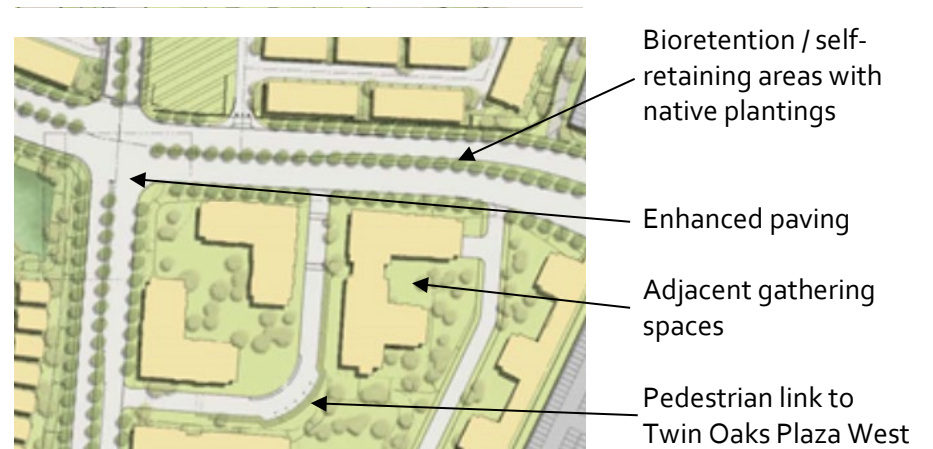 Bioretention / self-
retaining areas with
native plantings
Enhanced paving
Adjacent gathering
spaces
Pedestrian link to
Twin Oaks Plaza West